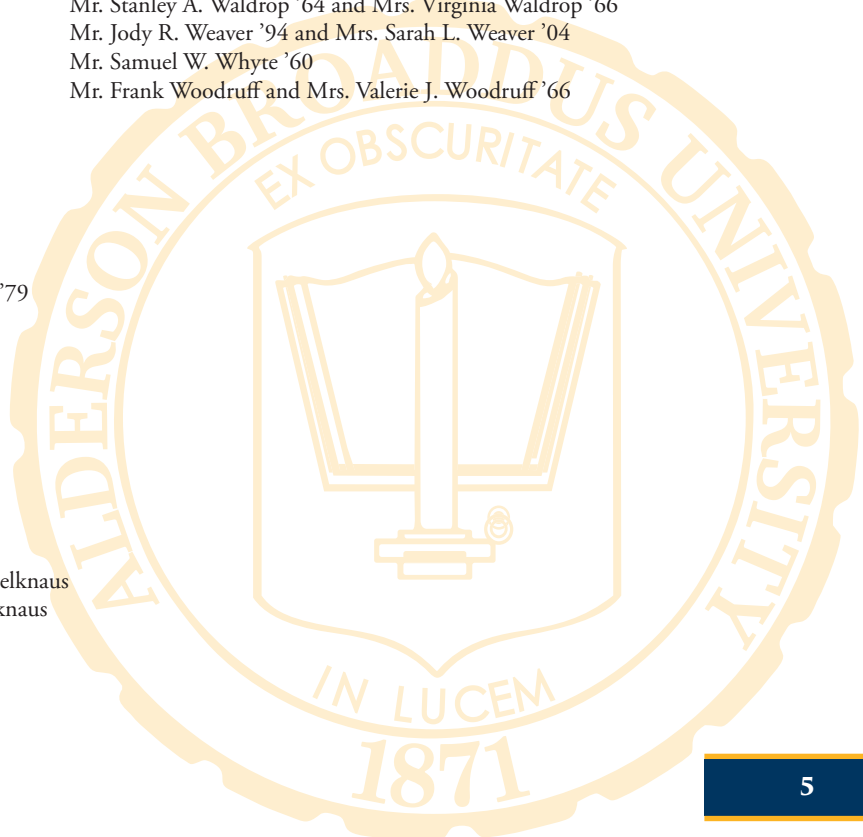 Mr. Stanley A. Waldrop ’64 and Mrs. Virginia Waldrop ’66
Mr. Jody R. Weaver ’94 and Mrs. Sarah L. Weaver ’04
Mr. Samuel W. Whyte ’60
Mr. Frank Woodruff and Mrs. Valerie J. Woodruff ’66
ALDERSON BROADDUS UNIVERSITY
EX OBSCURITATE
’79
elknaus
knaus
IN LUCEM
1871
5